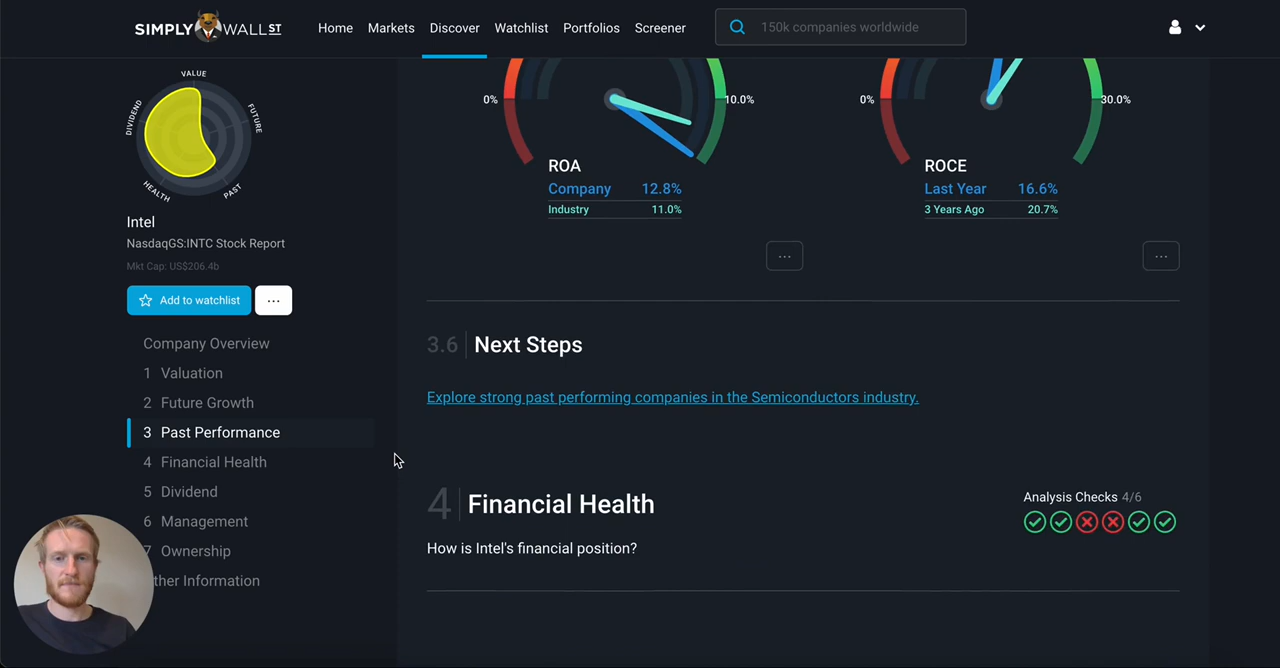 SIMPLY WALL ST
Home Markets Discover Watchlist Portfolios Screener
150k companies worldwide
VALUE
FUTURE
PAST
HEALTH
DIVIDEND
Intel
NasdaqGS:INTC Stock Report
Mkt Cap: US$206.4b
Add to watchlist
...
Company Overview
1 Valuation
2 Future Growth
3 Past Performance
4 Financial Health
5 Dividend
6 Management
7 Ownership
ther Information
0%
10.0%
ROA
Company 12.8%
Industry 11.0%
...
0%
30.0%
ROCE
Last Year 16.6%
3 Years Ago 20.7%
...
3.6 Next Steps
Explore strong past performing companies in the Semiconductors industry.
4 Financial Health
Analysis Checks 4/6
How is Intel's financial position?